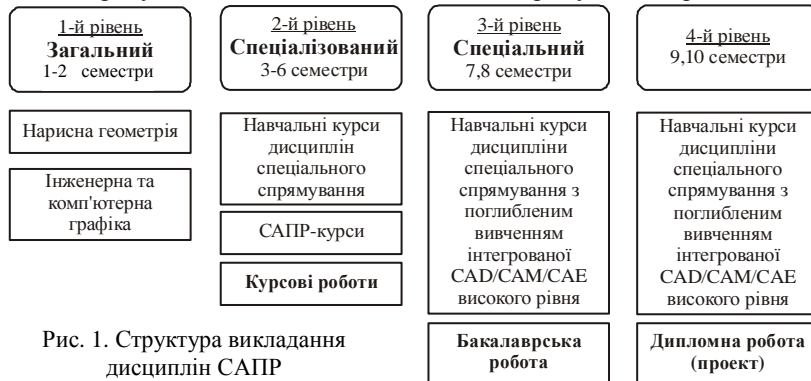 1-й рівень
Загальний
1-2 семестри
2-й рівень
Спеціалізований
3-6 семестри
3-й рівень
Спеціальний
7,8 семестри
4-й рівень
9,10 семестри
Нарисна геометрія
Інженерна та
комп'ютерна
графіка
Навчальні курси
дисциплін
спеціального
спрямування
САПР-курси
Курсові роботи
Навчальні курси
дисципліни
спеціального
спрямування з
поглибленим
вивченням
інтегрованої
CAD/CAM/CAE
високого рівня
Бакалаврська
робота
Навчальні курси
дисципліни
спеціального
спрямування з
поглибленим
вивченням
інтегрованої
CAD/CAM/CAE
високого рівня
Дипломна робота
(проект)
Рис. 1. Структура викладання
дисциплін САПР